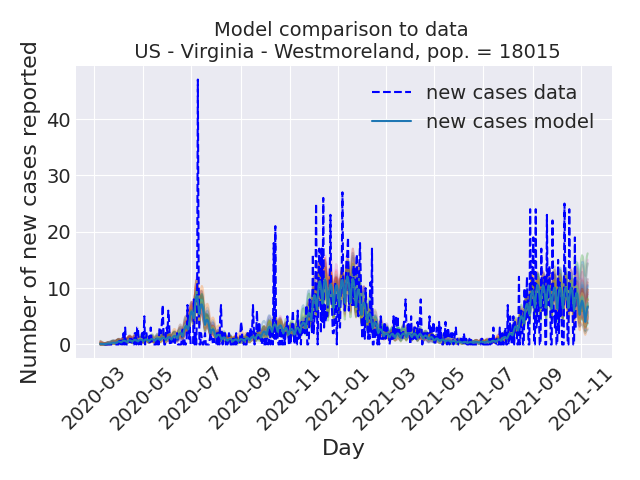 Model comparison to data
US - Virginia - Westmoreland, pop. = 18015
new cases data
new cases model
Number of new cases reported
40
30
20
10
0
2020-03
2020-05
2020-07
2020-09
2020-11
2021-01
2021-03
2021-05
2021-07
2021-09
2021-11
Day